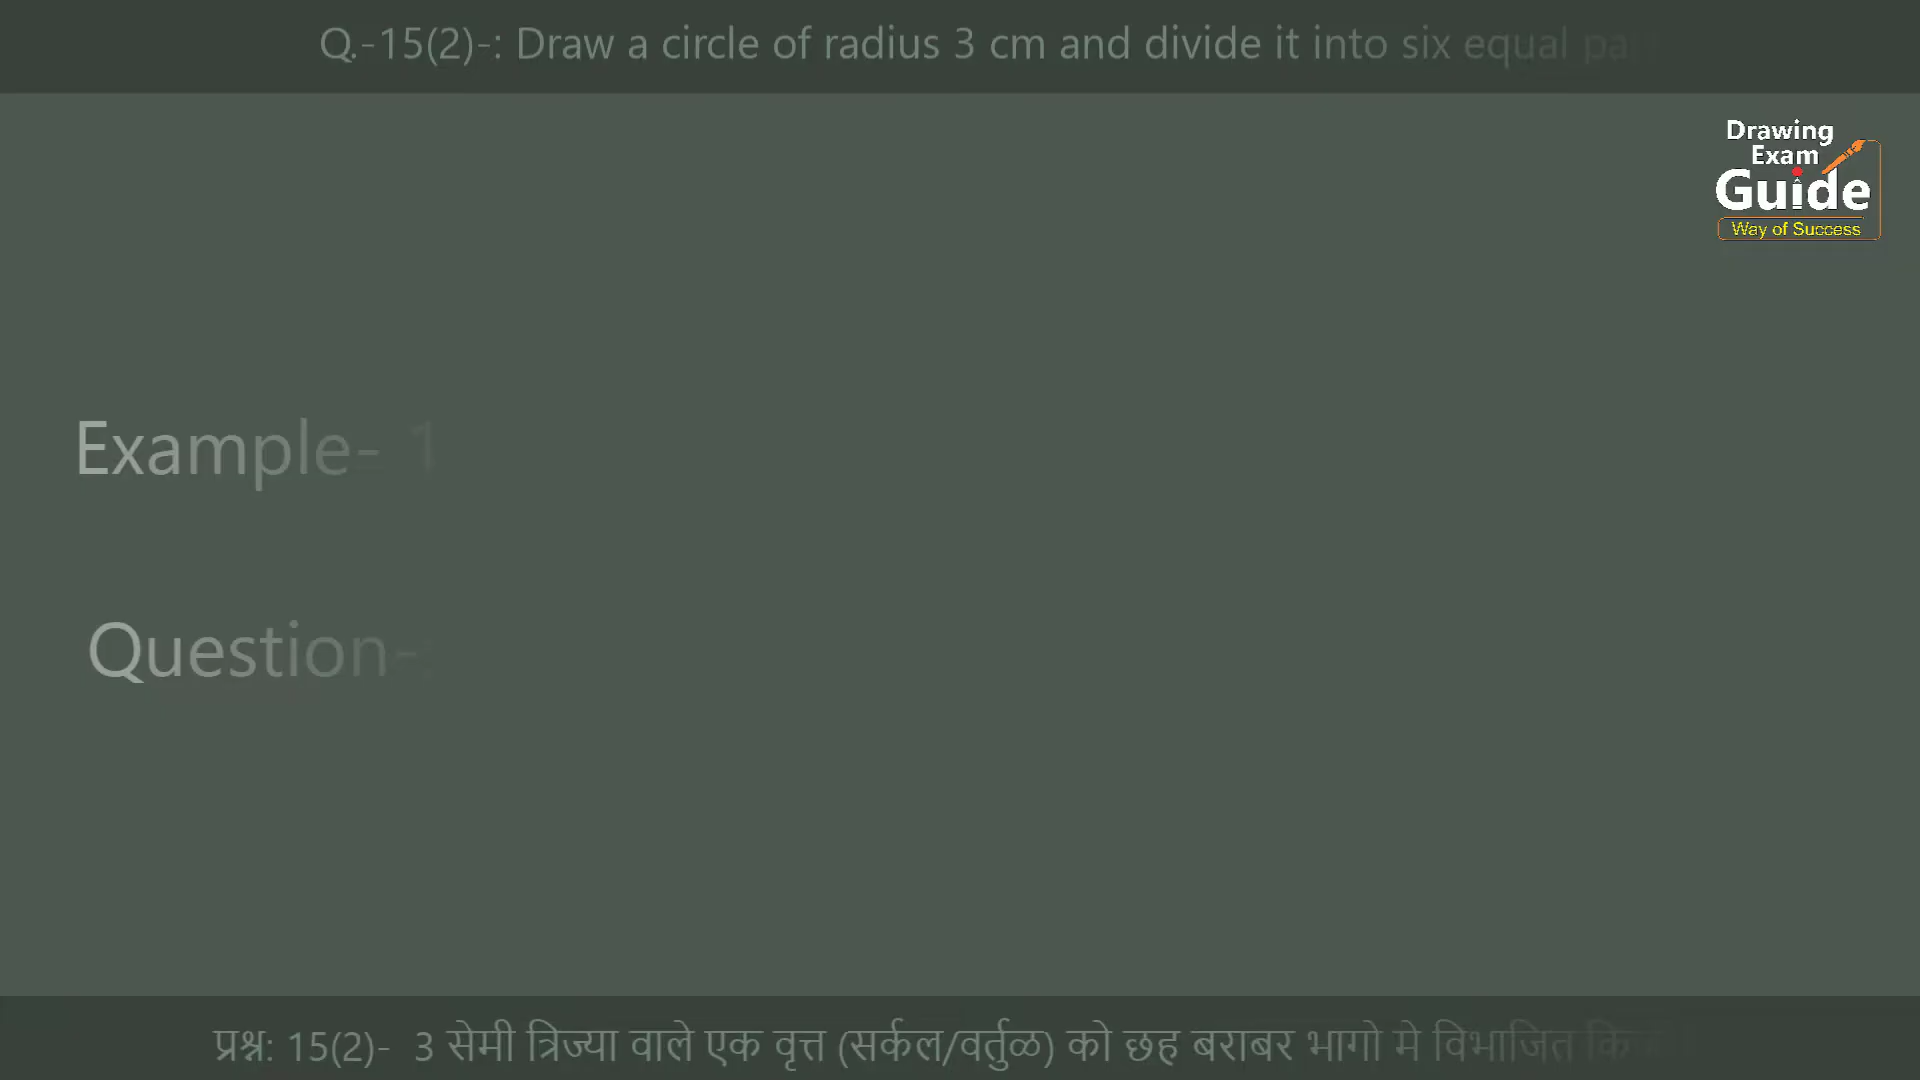 Q.-15(2)-: Draw a circle of radius 3 cm and divide it into six equal
Drawing
Exam
Guide
Way of Success
Example- 1
Question-
प्रश्न: 15(2)- 3 सेमी त्रिज्या वाले एक वृत्त (सर्कल/वर्तुळ) को छह बराबर भागो मे विभाजित